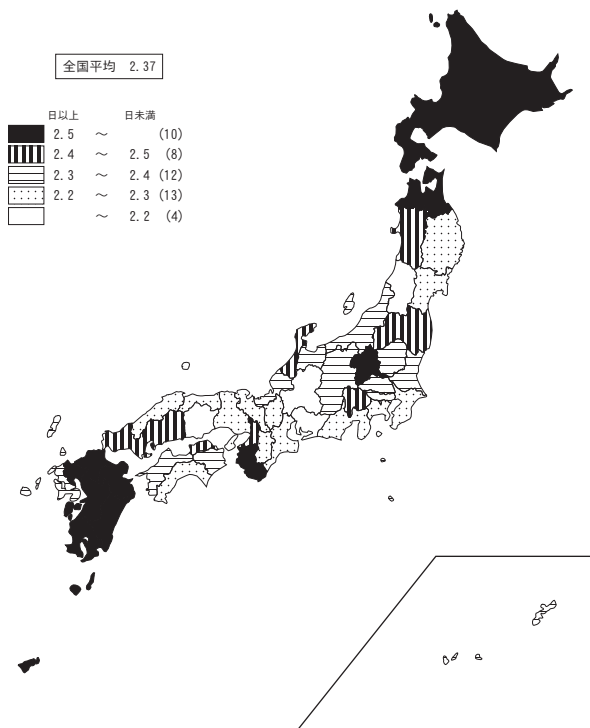 全国平均 2.37
日以上 日未満
2.5 ～ (10)
2.4 ～ 2.5 (8)
2.3 ～ 2.4 (12)
2.2 ～ 2.3 (13)
～ 2.2 (4)